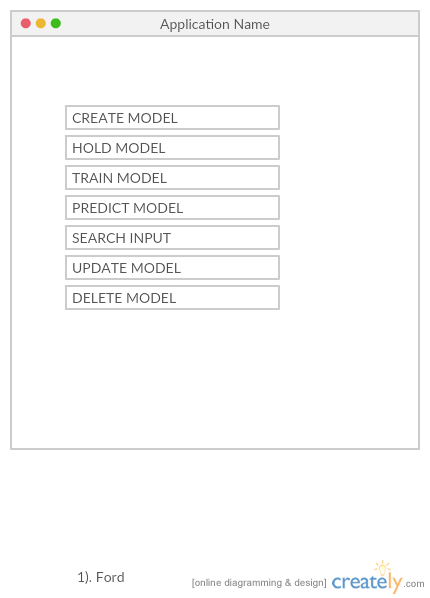 Application Name
CREATE MODEL
HOLD MODEL
TRAIN MODEL
PREDICT MODEL
SEARCH INPUT
UPDATE MODEL
DELETE MODEL
1). Ford
[online diagramming & design] creately.com